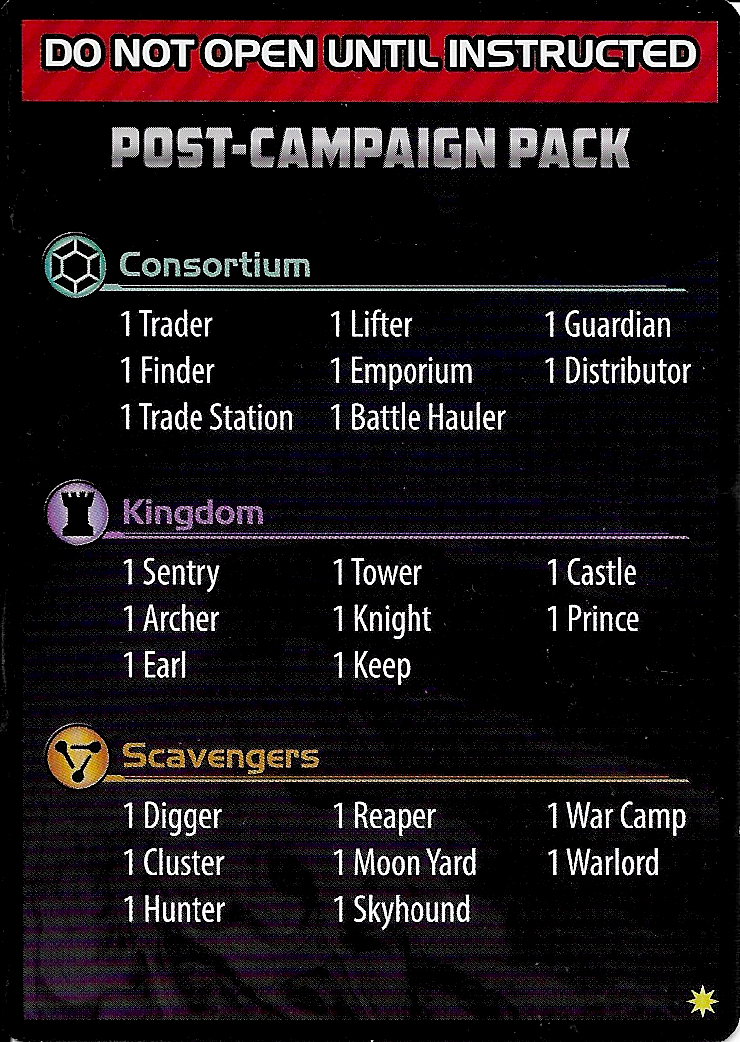 DO NOT OPEN UNTIL INSTRUCTED
POST-CAMPAIGN PACK
Consortium
1 Trader 1 Lifter 1 Guardian
1 Finder 1 Emporium 1 Distributor
1 Trade Station 1 Battle Hauler
Kingdom
1 Sentry 1 Tower 1 Castle
1 Archer 1 Knight 1 Prince
1 Earl 1 Keep
Scavengers
1 Digger 1 Reaper 1 War Camp
1 Cluster 1 Moon Yard 1 Warlord
1 Hunter 1 Skyhound